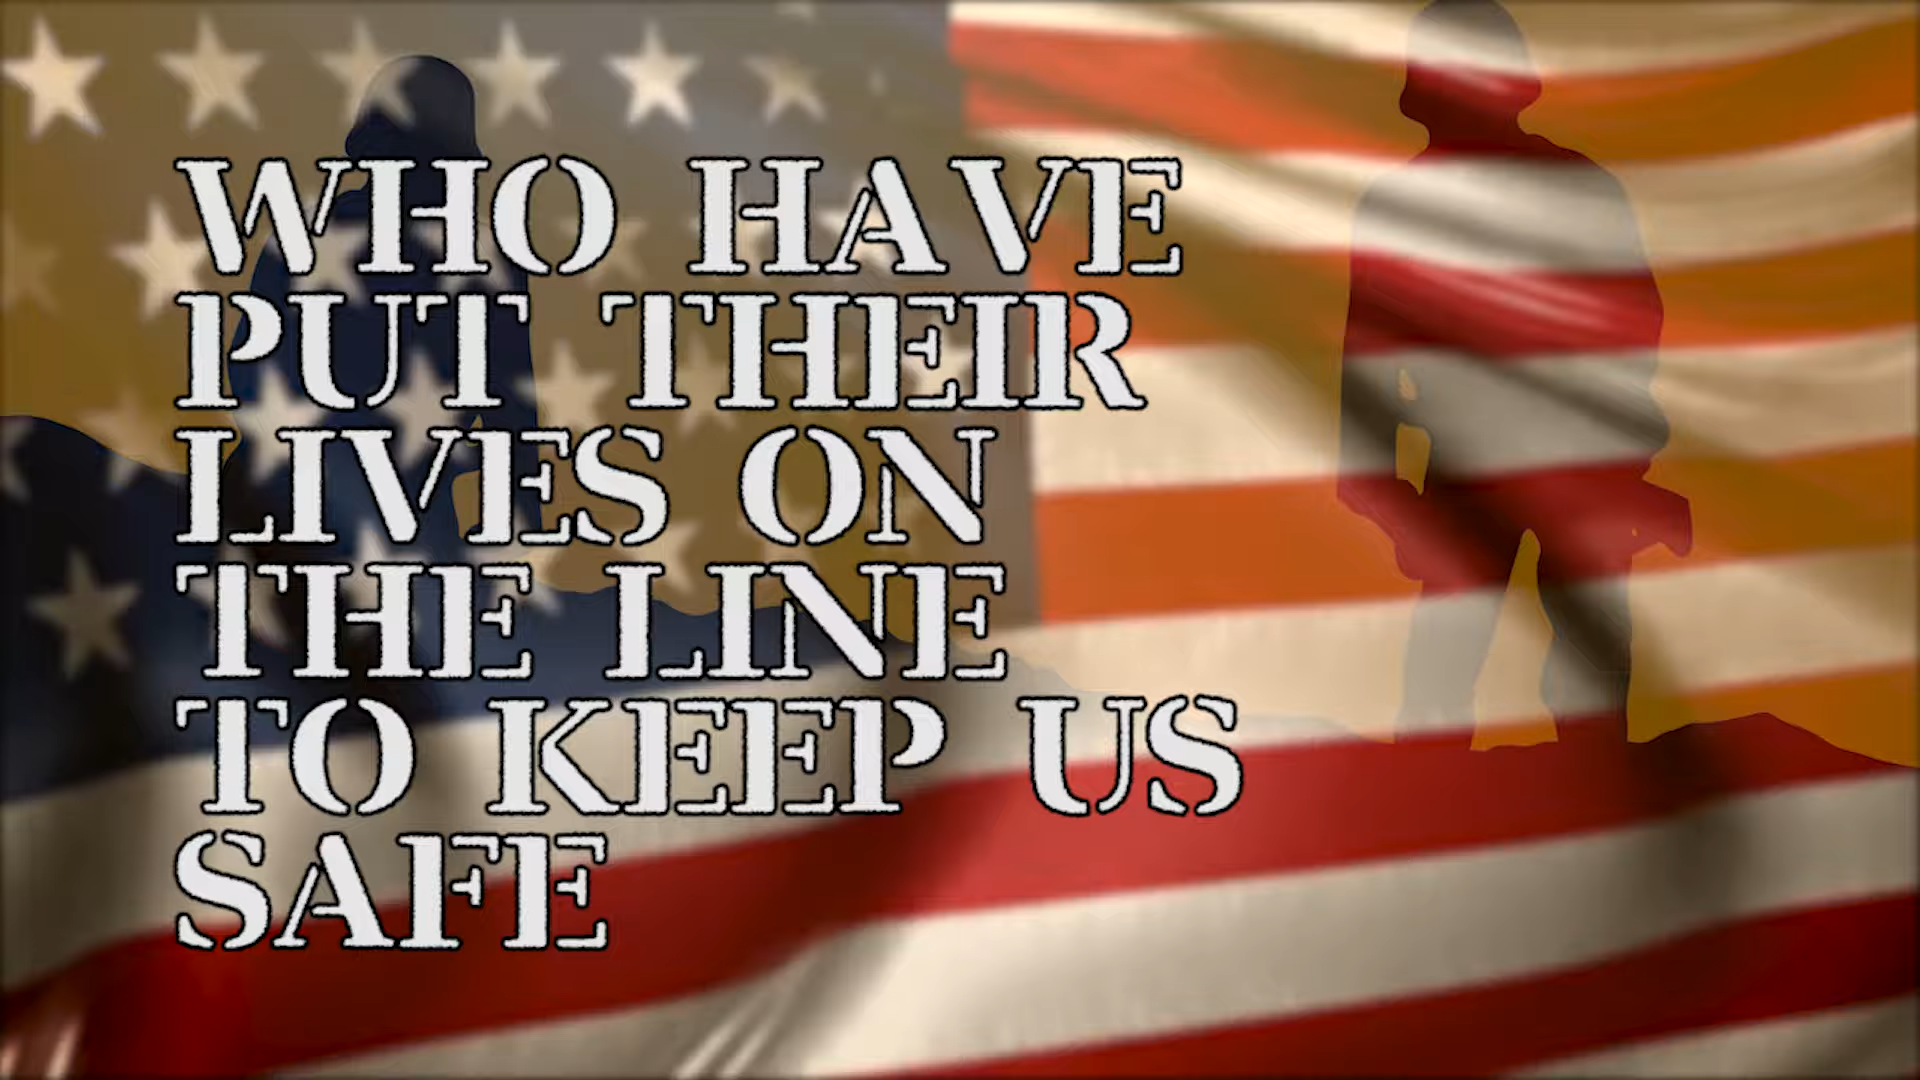 WHO HAVE
PUT THEIR
LIVES ON
THE LINE
TO KEEP US
SAFE